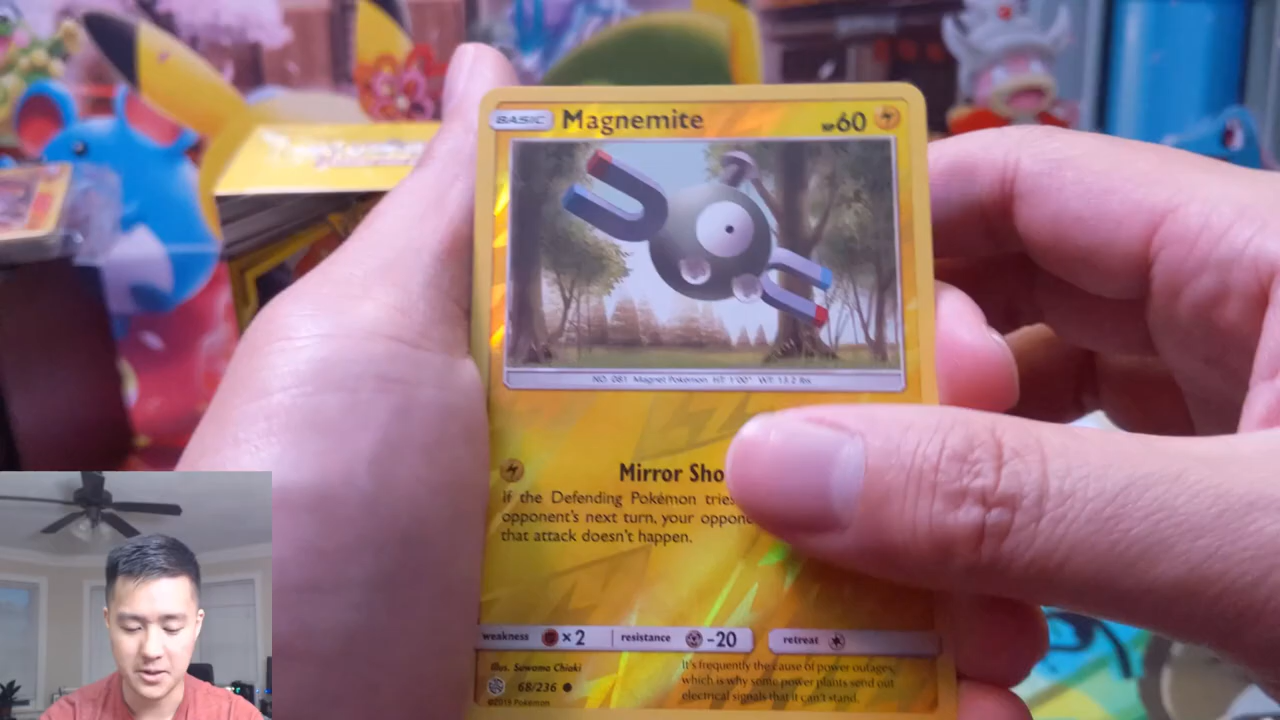 BASIC Magnemite HP60
NO. 081 Magnet Pokémon HT: 1'00" WT: 13.2 lbs
Mirror Sho
If the Defending Pokémon tries
opponent's next turn, your oppone
that attack doesn't happen.
weakness ×2 resistance -20 retreat
Illus. Sawamo Chiaki
68/236
©2019 Pokémon
It's frequently the cause of power outages,
which is why some power plants send out
electrical signals that it can't stand.